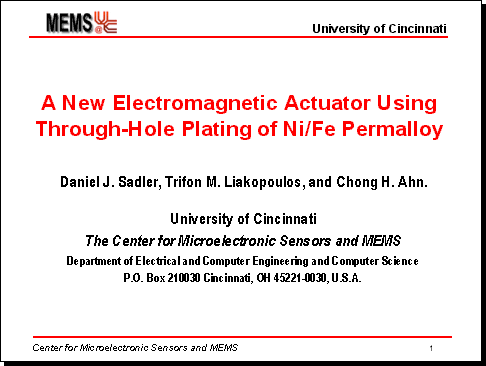 MEMS@UC
University of Cincinnati
A New Electromagnetic Actuator Using
Through-Hole Plating of Ni/Fe Permalloy
Daniel J. Sadler, Trifon M. Liakopoulos, and Chong H. Ahn.
University of Cincinnati
The Center for Microelectronic Sensors and MEMS
Department of Electrical and Computer Engineering and Computer Science
P.O. Box 210030 Cincinnati, OH 45221-0030, U.S.A.
Center for Microelectronic Sensors and MEMS
1